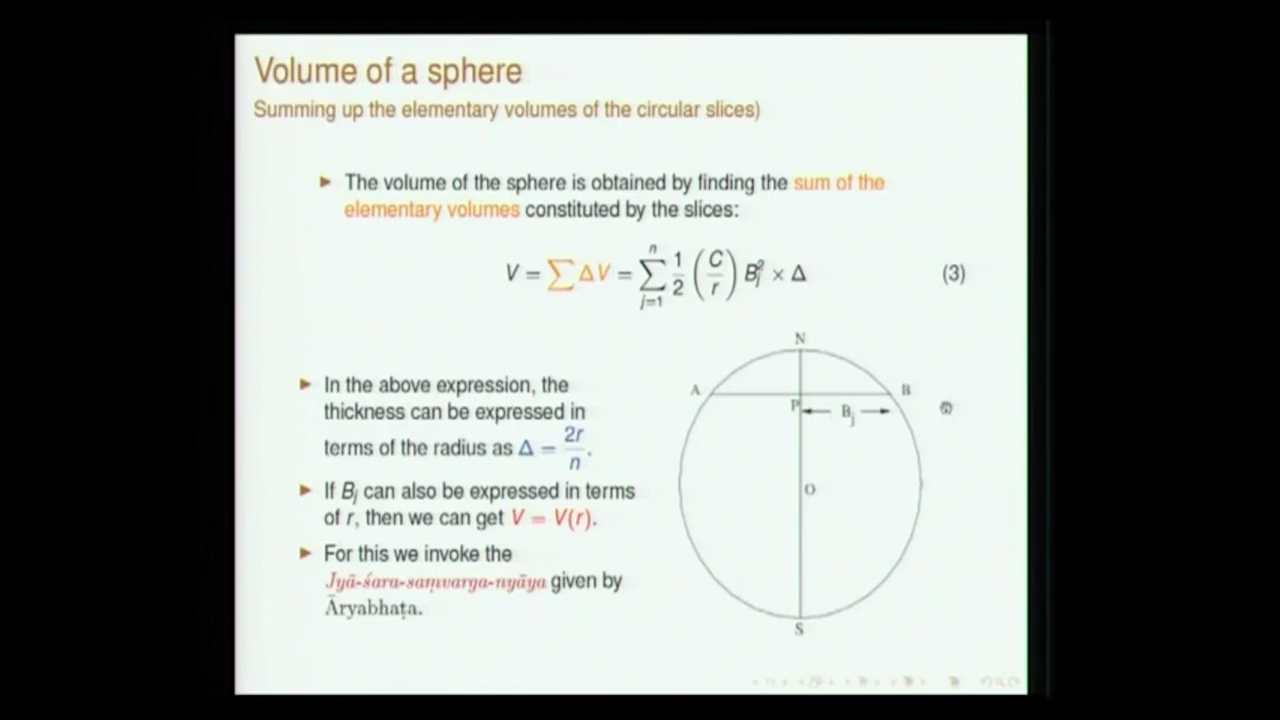 Volume of a sphere
Summing up the elementary volumes of the circular slices)
► The volume of the sphere is obtained by finding the sum of the
elementary volumes constituted by the slices:
V = ∑ ΔV = ∑_{j=1}^{n} \frac{1}{2} (\frac{C}{r}) B_j^2 × Δ (3)
► In the above expression, the
thickness can be expressed in
terms of the radius as Δ = \frac{2r}{n}.
► If B_j can also be expressed in terms
of r, then we can get V = V(r).
► For this we invoke the
Jyā-śara-saṃvarga-nyāya given by
Āryabhaṭa.
N
A
B
P
B_j
O
S